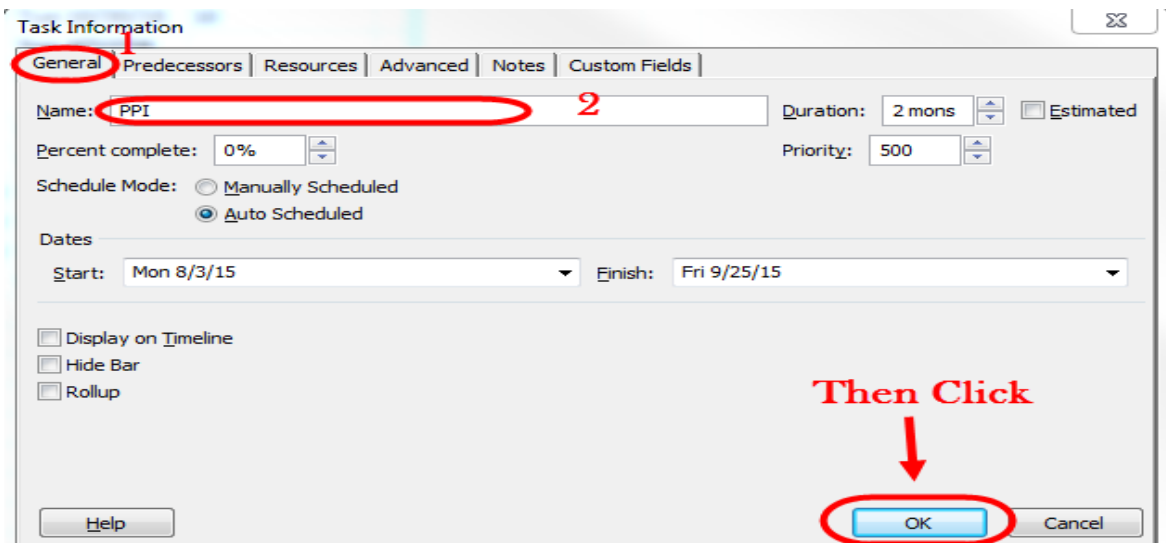 Task Information
1
General Predecessors Resources Advanced Notes Custom Fields
Name: PPI 2 Duration: 2 mons Estimated
Percent complete: 0% Priority: 500
Schedule Mode: Manually Scheduled
Auto Scheduled
Dates
Start: Mon 8/3/15 Finish: Fri 9/25/15
Display on Timeline
Hide Bar
Rollup
Then Click
Help OK Cancel